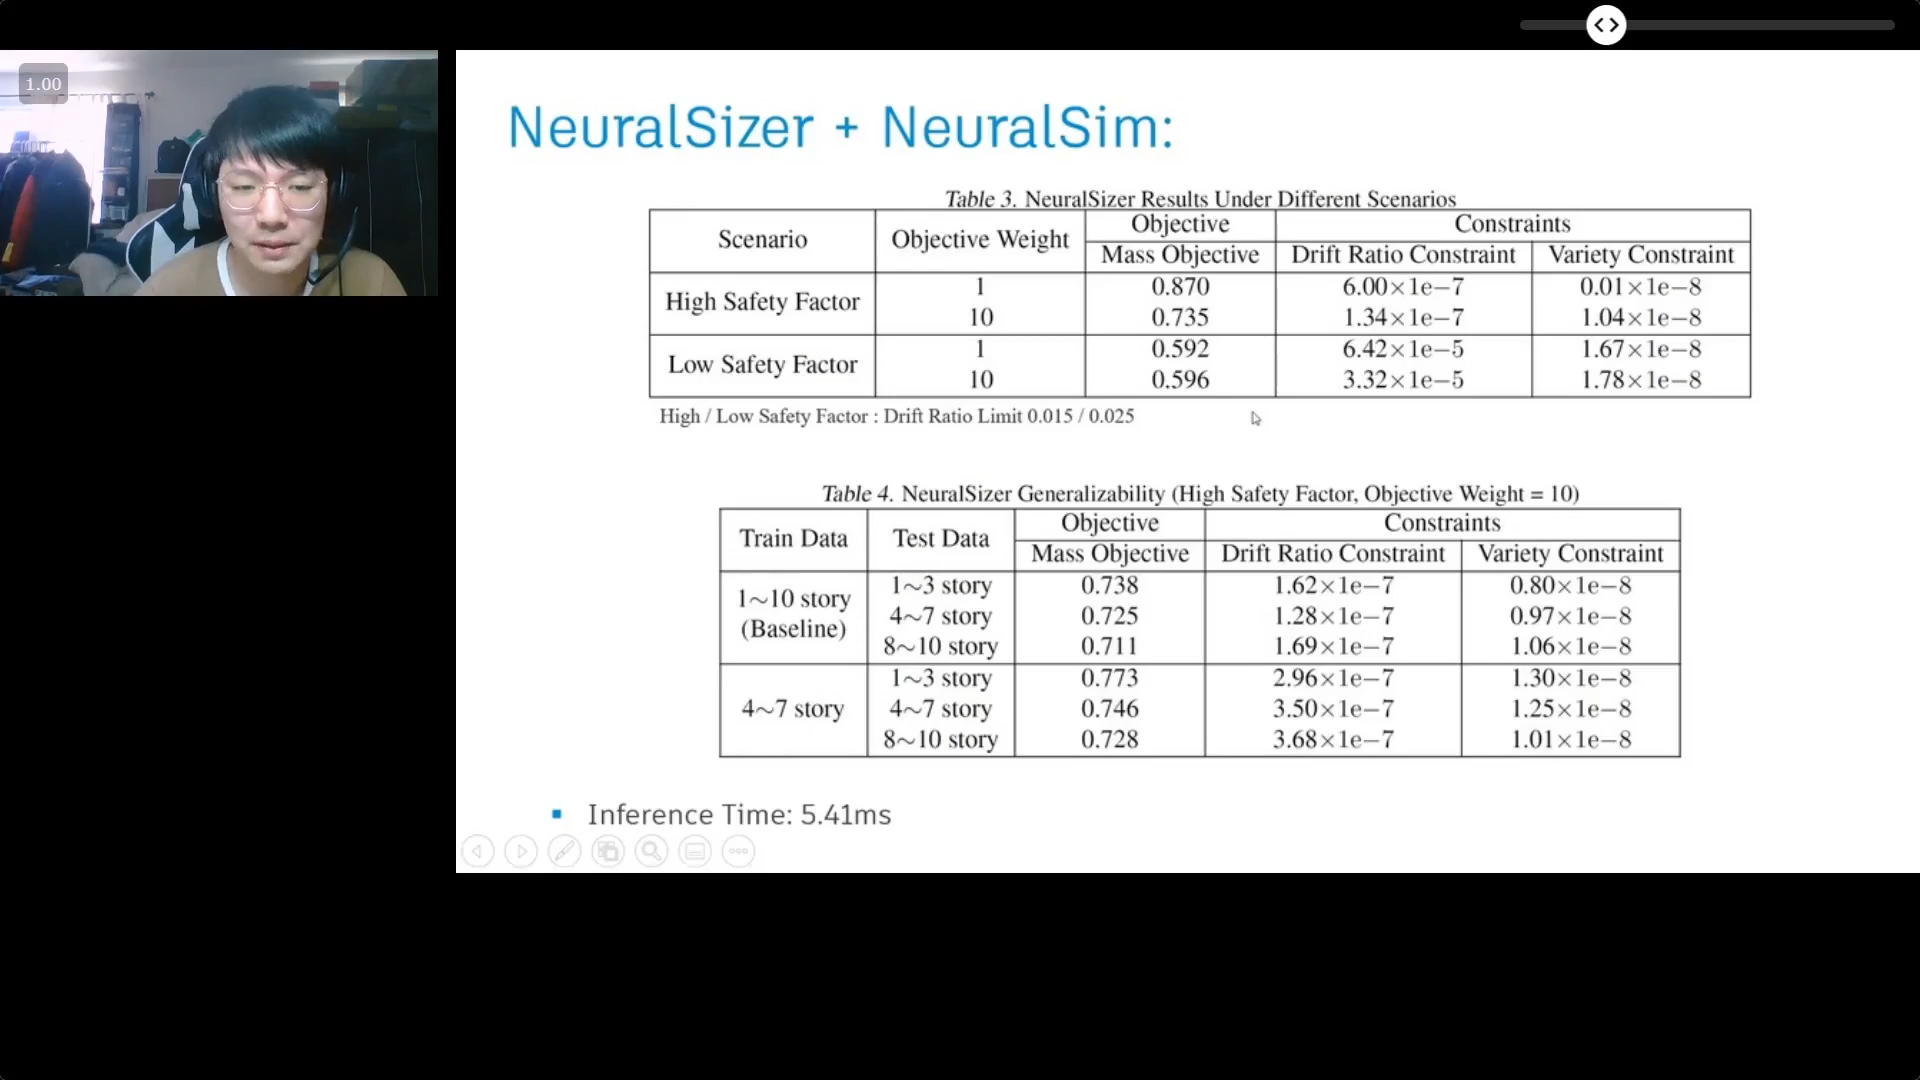 1.00
NeuralSizer + NeuralSim:
Table 3. NeuralSizer Results Under Different Scenarios
Scenario Objective Weight Objective Constraints
Mass Objective Drift Ratio Constraint Variety Constraint
High Safety Factor 1 0.870 6.00×1e−7 0.01×1e−8
10 0.735 1.34×1e−7 1.04×1e−8
Low Safety Factor 1 0.592 6.42×1e−5 1.67×1e−8
10 0.596 3.32×1e−5 1.78×1e−8
High / Low Safety Factor : Drift Ratio Limit 0.015 / 0.025
Table 4. NeuralSizer Generalizability (High Safety Factor, Objective Weight = 10)
Train Data Test Data Objective Constraints
Mass Objective Drift Ratio Constraint Variety Constraint
1~10 story (Baseline) 1~3 story 0.738 1.62×1e−7 0.80×1e−8
4~7 story 0.725 1.28×1e−7 0.97×1e−8
8~10 story 0.711 1.69×1e−7 1.06×1e−8
4~7 story 1~3 story 0.773 2.96×1e−7 1.30×1e−8
4~7 story 0.746 3.50×1e−7 1.25×1e−8
8~10 story 0.728 3.68×1e−7 1.01×1e−8
▪ Inference Time: 5.41ms